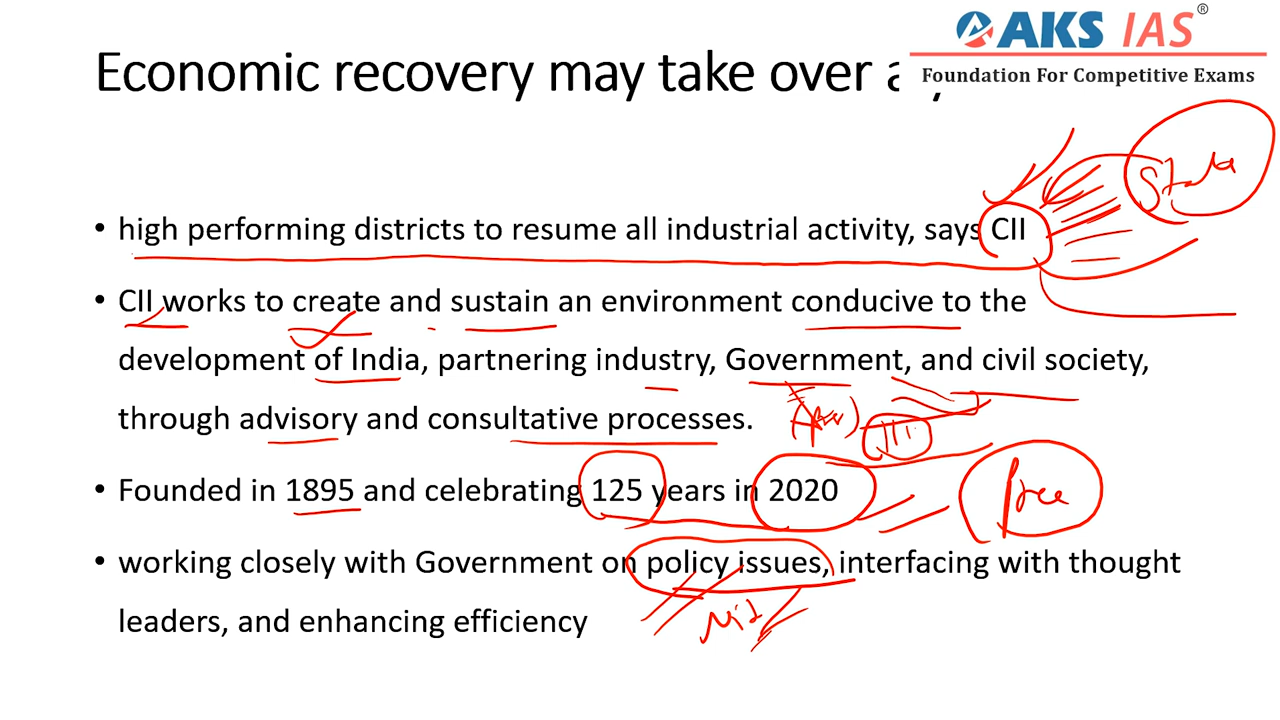 AKS IAS®
Foundation For Competitive Exams
Economic recovery may take over a
• high performing districts to resume all industrial activity, says CII
• CII works to create and sustain an environment conducive to the
development of India, partnering industry, Government, and civil society,
through advisory and consultative processes.
• Founded in 1895 and celebrating 125 years in 2020
• working closely with Government on policy issues, interfacing with thought
leaders, and enhancing efficiency